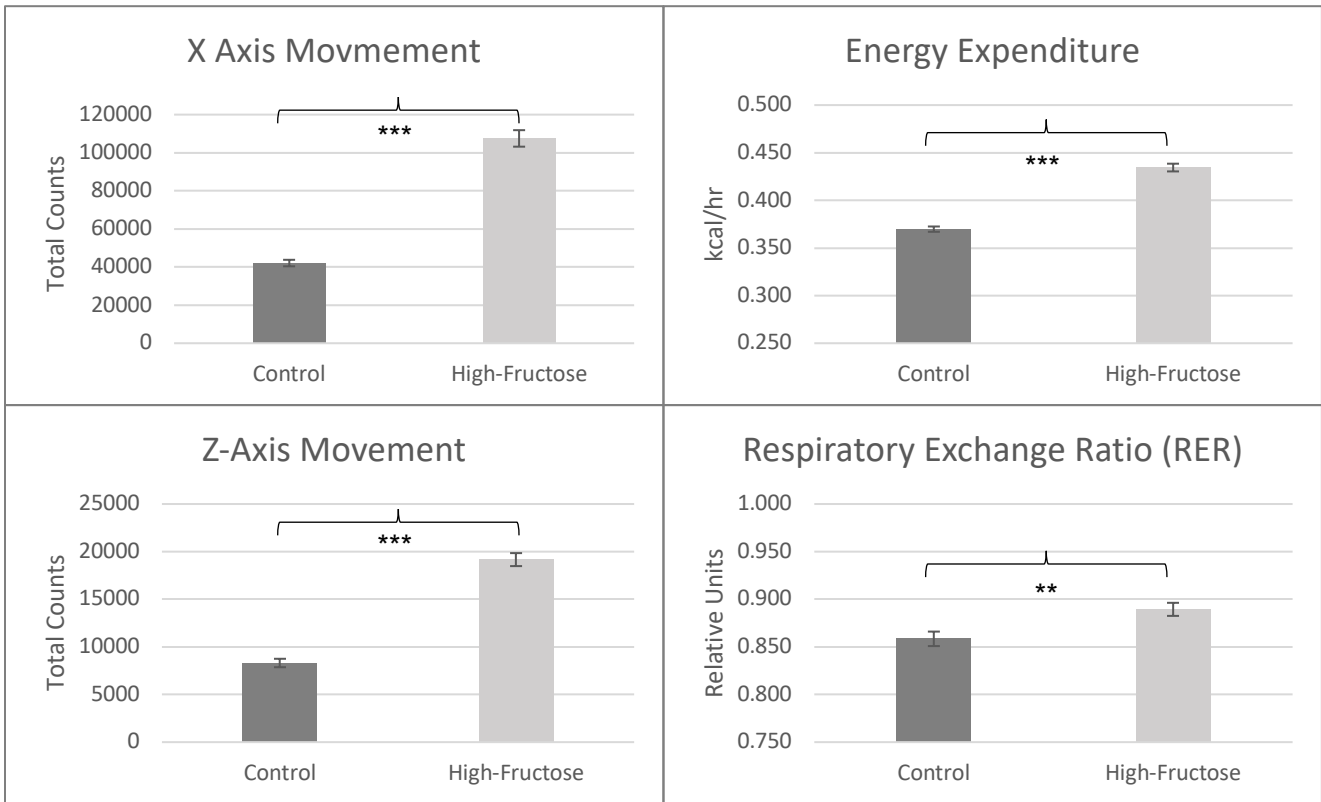 X Axis Movmement
120000
100000
80000
60000
40000
20000
0
Total Counts
***
Control High-Fructose
Energy Expenditure
0.500
0.450
0.400
0.350
0.300
0.250
kcal/hr
***
Control High-Fructose
Z-Axis Movement
25000
20000
15000
10000
5000
0
Total Counts
***
Control High-Fructose
Respiratory Exchange Ratio (RER)
1.000
0.950
0.900
0.850
0.800
0.750
Relative Units
**
Control High-Fructose